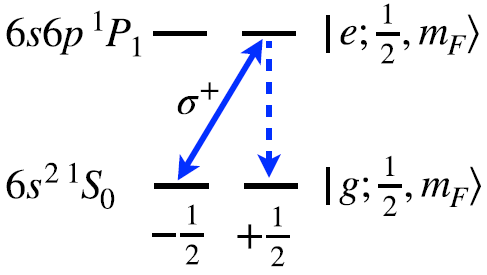 6s6p ¹P₁ |e; 1/2, m_F⟩
σ⁺
6s² ¹S₀ |g; 1/2, m_F⟩
−1/2 +1/2